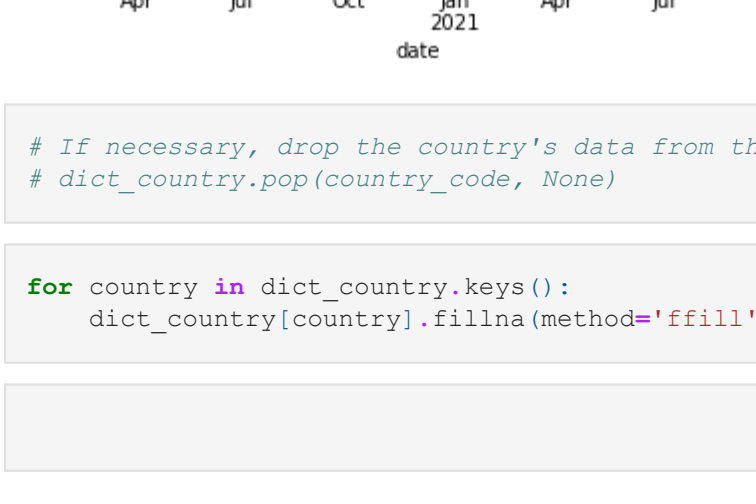 Apr Jul Oct Jan Apr Jul
2021
date
# If necessary, drop the country's data from th
# dict_country.pop(country_code, None)
for country in dict_country.keys():
    dict_country[country].fillna(method='ffill'